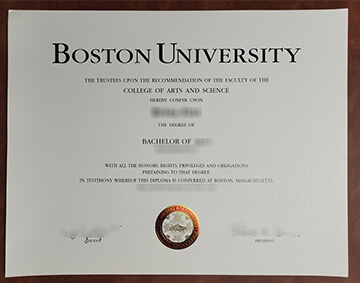 BOSTON UNIVERSITY
THE TRUSTEES UPON THE RECOMMENDATION OF THE FACULTY OF THE
COLLEGE OF ARTS AND SCIENCE
HEREBY CONFER UPON
THE DEGREE OF
BACHELOR OF
WITH ALL THE HONORS, RIGHTS, PRIVILEGES AND OBLIGATIONS
PERTAINING TO THAT DEGREE
IN TESTIMONY WHEREOF THIS DIPLOMA IS CONFERRED AT BOSTON, MASSACHUSETTS,
PRESIDENT